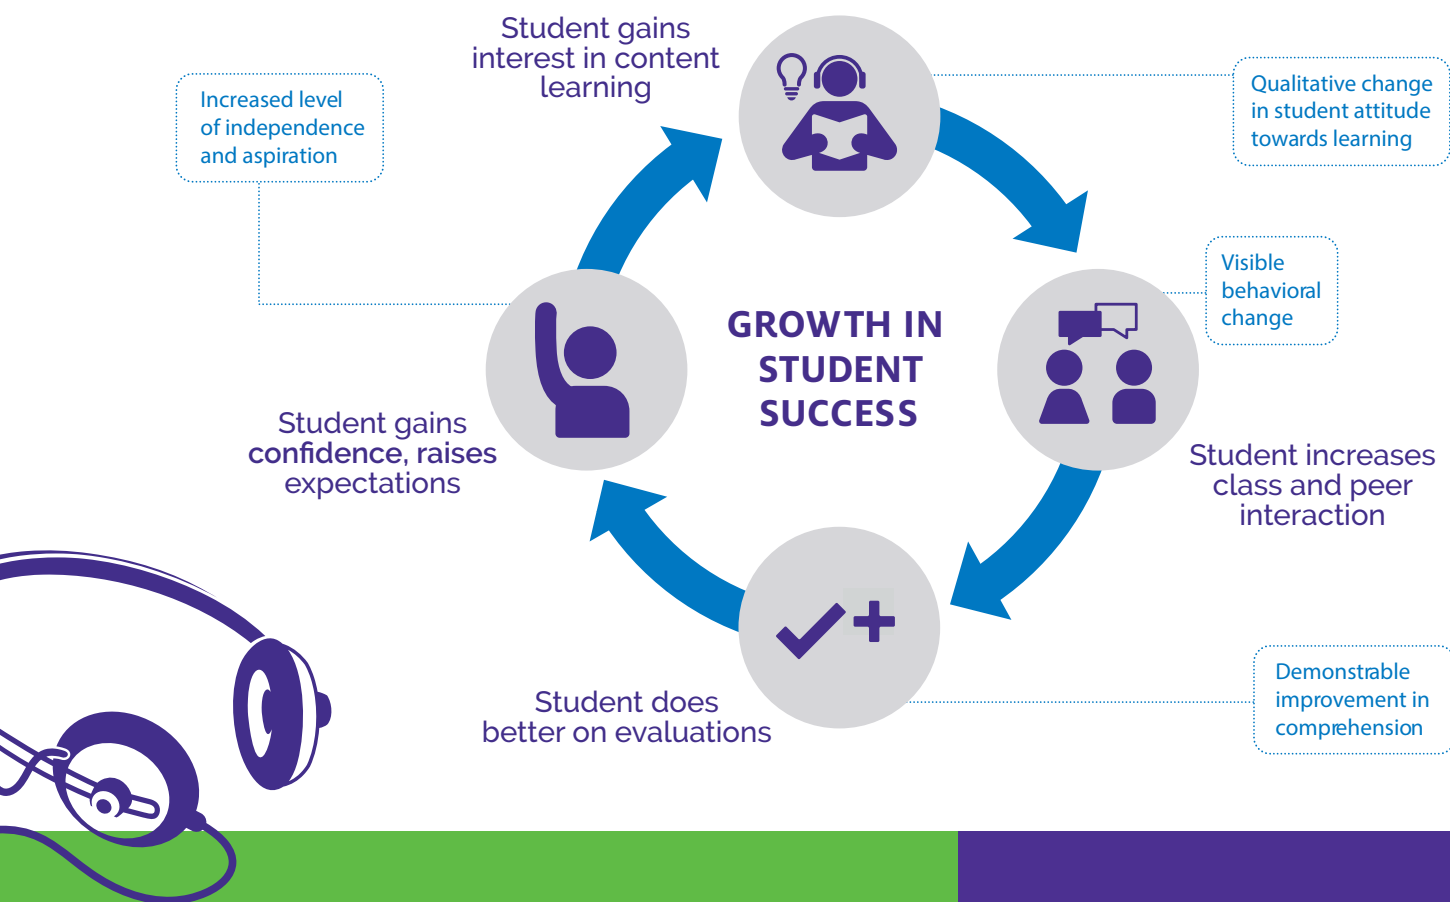 Student gains
interest in content
learning
Qualitative change
in student attitude
towards learning
Increased level
of independence
and aspiration
Visible
behavioral
change
GROWTH IN
STUDENT
SUCCESS
Student gains
confidence, raises
expectations
Student increases
class and peer
interaction
Student does
better on evaluations
Demonstrable
improvement in
comprehension